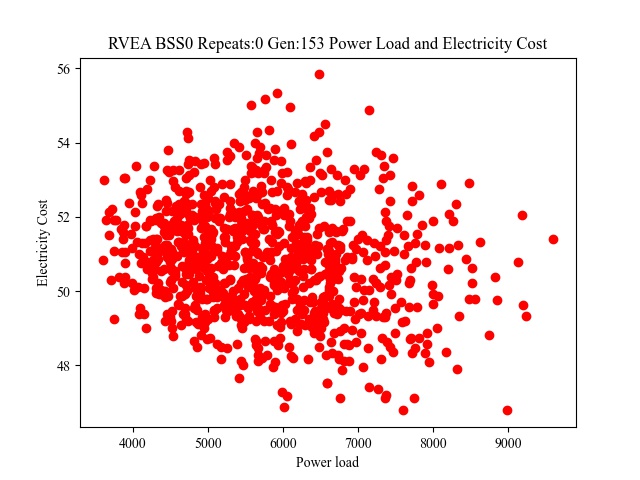 RVEA BSS0 Repeats:0 Gen:153 Power Load and Electricity Cost
56
54
52
50
48
Electricity Cost
4000 5000 6000 7000 8000 9000
Power load